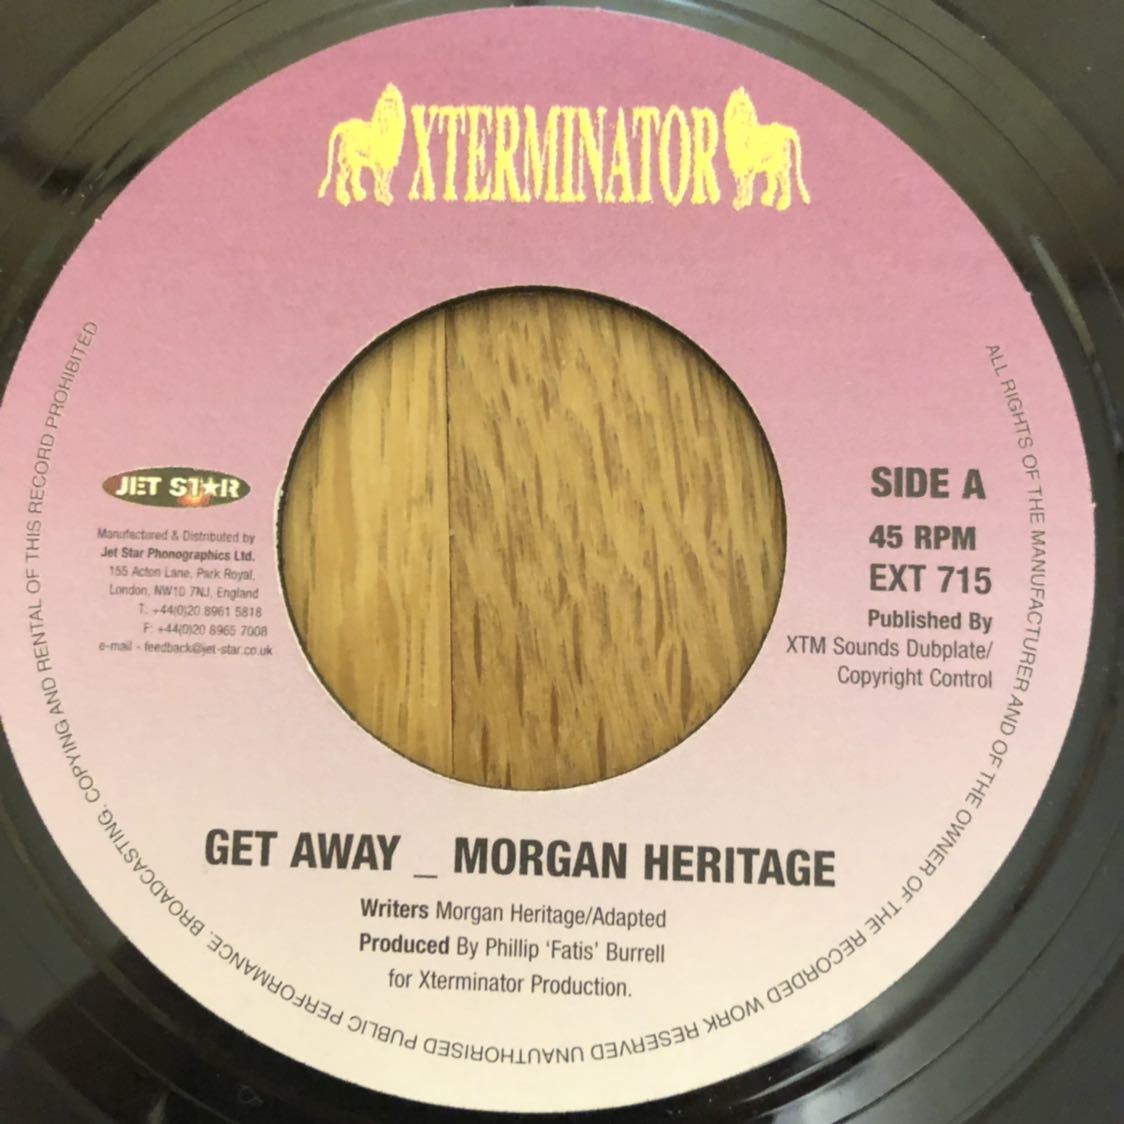 XTERMINATOR
JET STAR
Manufactured & Distributed by
Jet Star Phonographics Ltd.
155 Acton Lane, Park Royal,
London, NW10 7NJ, England
T. +44(0)20 8961 5818
F: +44(0)20 8965 7008
e-mail - feedback@jet-star.co.uk
SIDE A
45 RPM
EXT 715
Published By
XTM Sounds Dubplate/
Copyright Control
GET AWAY _ MORGAN HERITAGE
Writers Morgan Heritage/Adapted
Produced By Phillip ‘Fatis’ Burrell
for Xterminator Production.
ALL RIGHTS OF THE MANUFACTURER AND OF THE OWNER OF THE RECORDED WORK RESERVED UNAUTHORISED PUBLIC PERFORMANCE. BROADCASTING. COPYING AND RENTAL OF THIS RECORD PROHIBITED